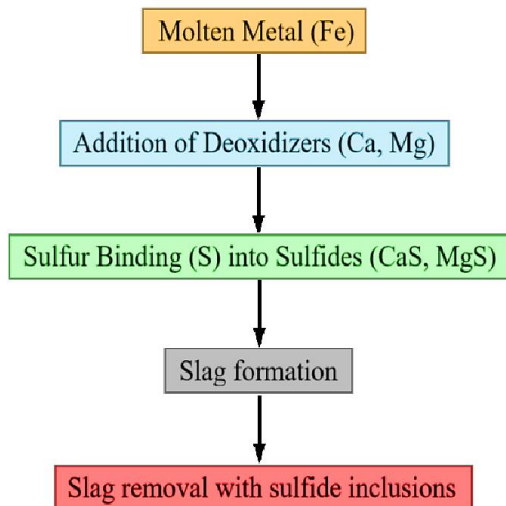 Molten Metal (Fe)
Addition of Deoxidizers (Ca, Mg)
Sulfur Binding (S) into Sulfides (CaS, MgS)
Slag formation
Slag removal with sulfide inclusions